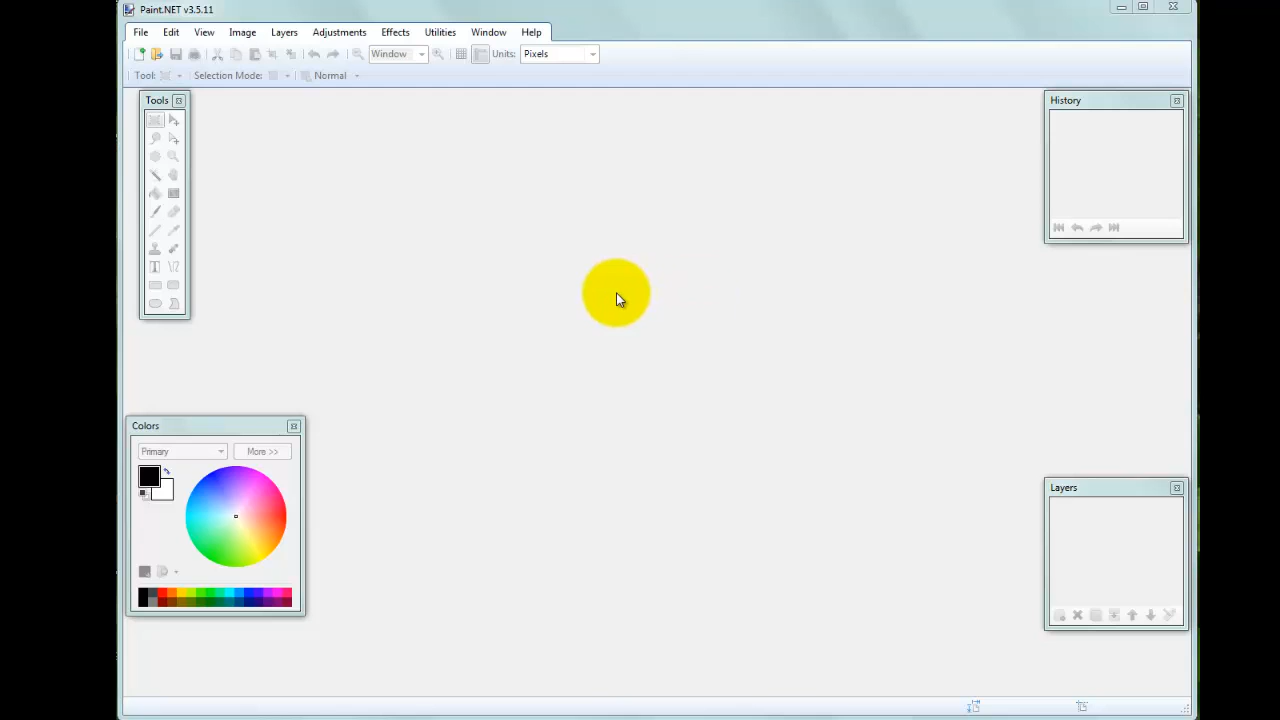 Paint.NET v3.5.11
File Edit View Image Layers Adjustments Effects Utilities Window Help
Window Units: Pixels
Tool: Selection Mode: Normal
Tools
History
Colors
Primary More >>
Layers